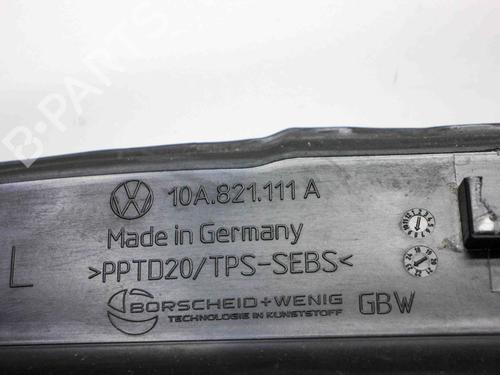 B-PARTS
10A.821.111 A
Made in Germany
L
>PPTD20/TPS-SEBS<
BORSCHEID+WENIG
TECHNOLOGIE IN KUNSTSTOFF
GBW